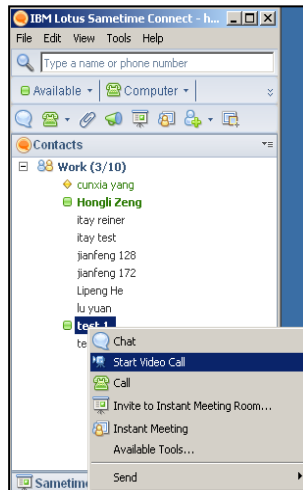 IBM Lotus Sametime Connect - h...
File Edit View Tools Help
Type a name or phone number
Available Computer
Contacts
Work (3/10)
cunxia yang
Hongli Zeng
itay reiner
itay test
jianfeng 128
jianfeng 172
Lipeng He
lu yuan
test 1
te
Chat
Start Video Call
Call
Invite to Instant Meeting Room...
Instant Meeting
Available Tools...
Send
Sametim